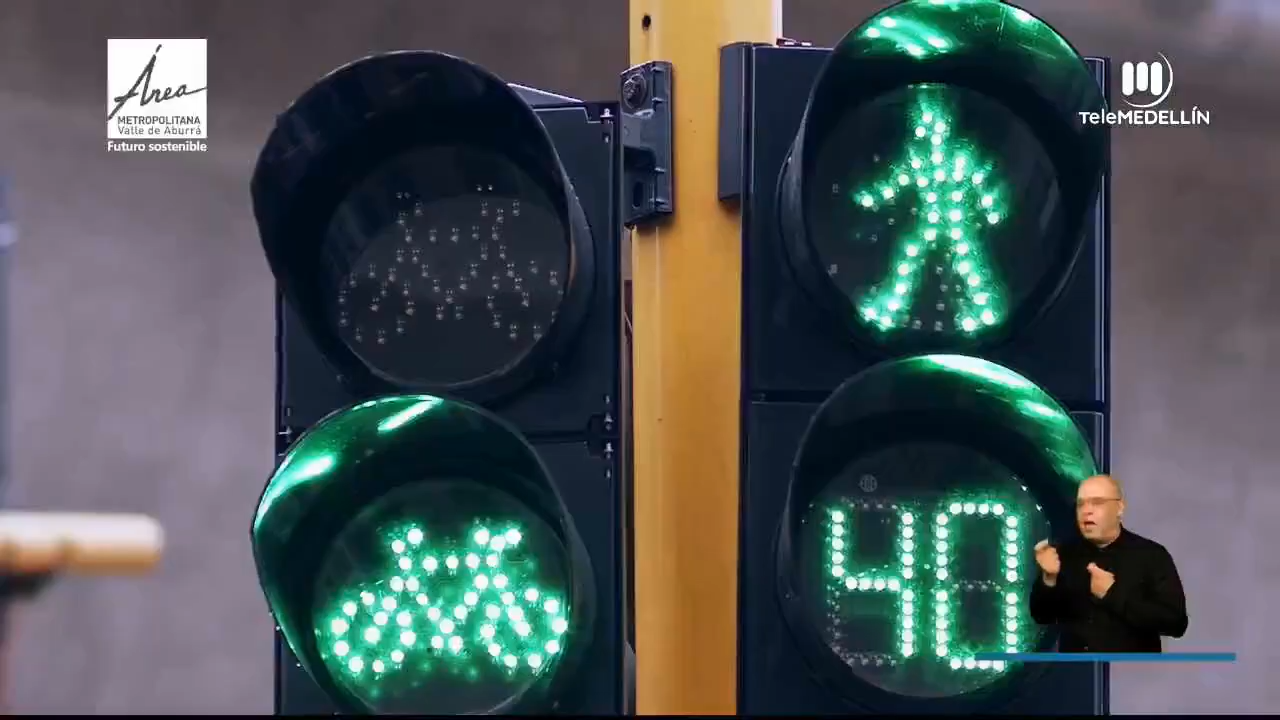 Área
METROPOLITANA
Valle de Aburrá
Futuro sostenible
TeleMEDELLÍN
40